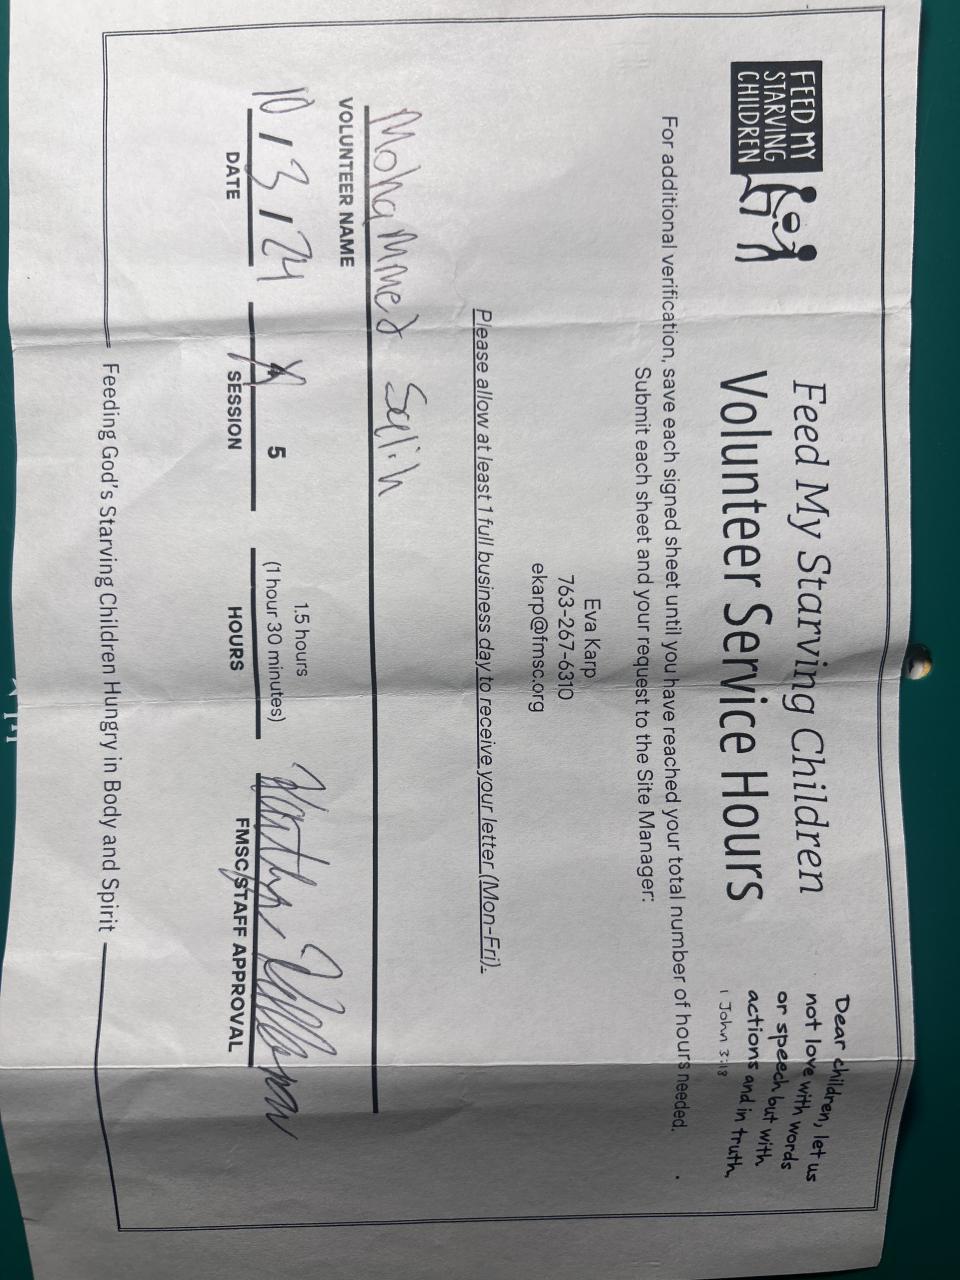 FEED MY
STARVING
CHILDREN
Feed My Starving Children
Volunteer Service Hours
Dear children, let us
not love with words
or speech but with
actions and in truth,
1 John 3:18
For additional verification, save each signed sheet until you have reached your total number of hours needed.
Submit each sheet and your request to the Site Manager:
Eva Karp
763-267-6310
ekarp@fmsc.org
Please allow at least 1 full business day to receive your letter (Mon-Fri).
Mohammed Salih
VOLUNTEER NAME
10 / 3 / 24 4 5 1.5 hours
(1 hour 30 minutes)
DATE SESSION HOURS FMSC STAFF APPROVAL
Feeding God's Starving Children Hungry in Body and Spirit